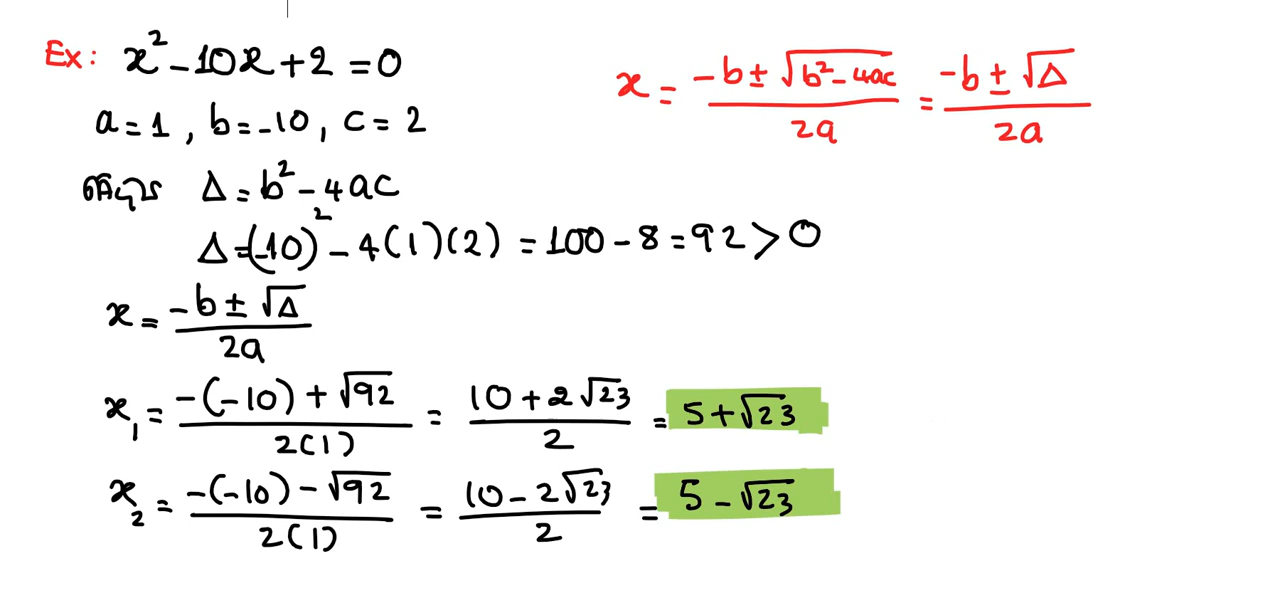 Ex: x² - 10x + 2 = 0
x = (-b ± √(b² - 4ac)) / 2a = (-b ± √Δ) / 2a
a = 1 , b = -10 , c = 2
Δ = b² - 4ac
Δ = (-10)² - 4(1)(2) = 100 - 8 = 92 > 0
x = (-b ± √Δ) / 2a
x₁ = (-(-10) + √92) / 2(1) = (10 + 2√23) / 2 = 5 + √23
x₂ = (-(-10) - √92) / 2(1) = (10 - 2√23) / 2 = 5 - √23